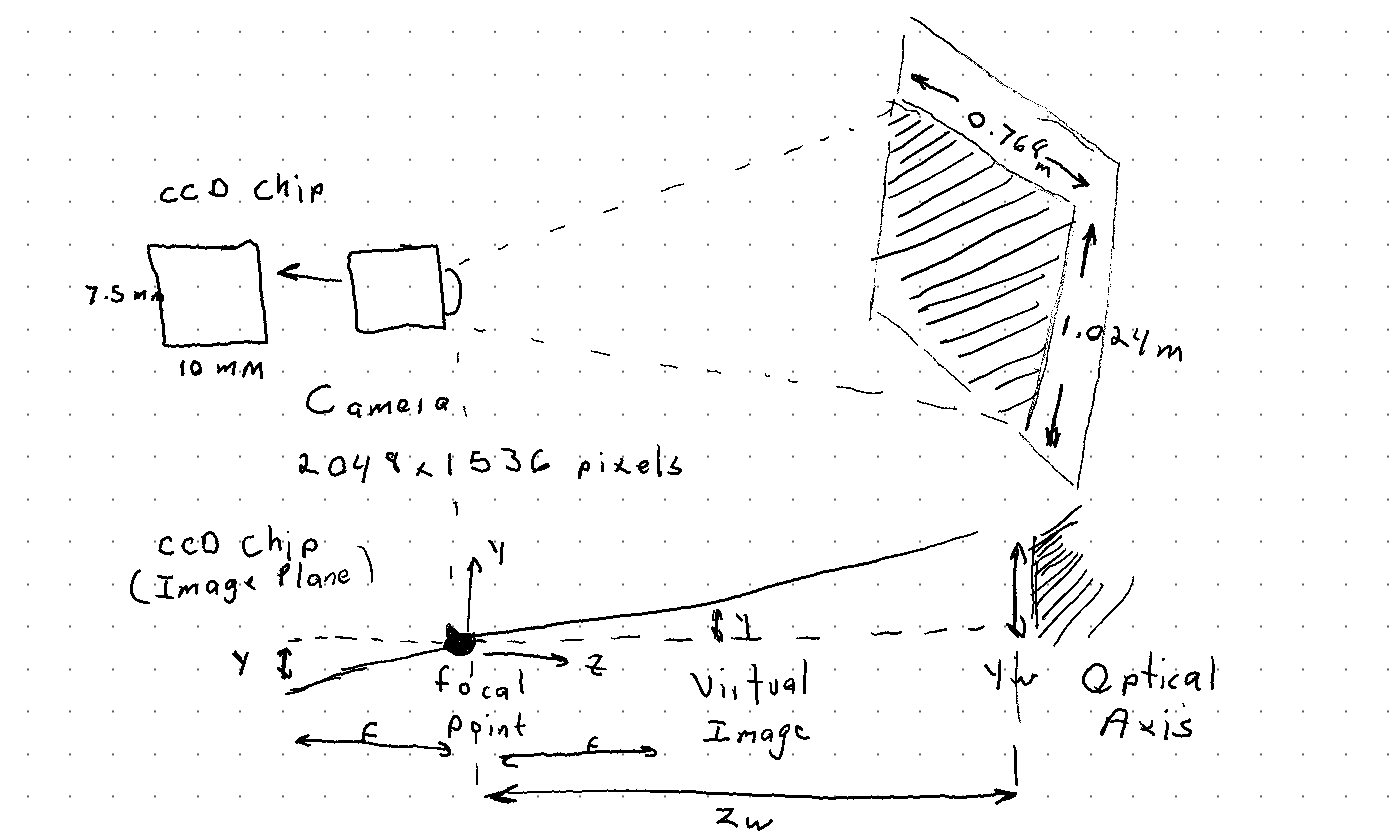 CCD Chip
7.5 mm
10 mm
0.768
m
1.024 m
Camera
2048 x 1536 pixels
CCD Chip
(Image Plane)
Y
Y
focal
point
Z
Y
Virtual
Image
Yw
Optical
Axis
f
f
Zw